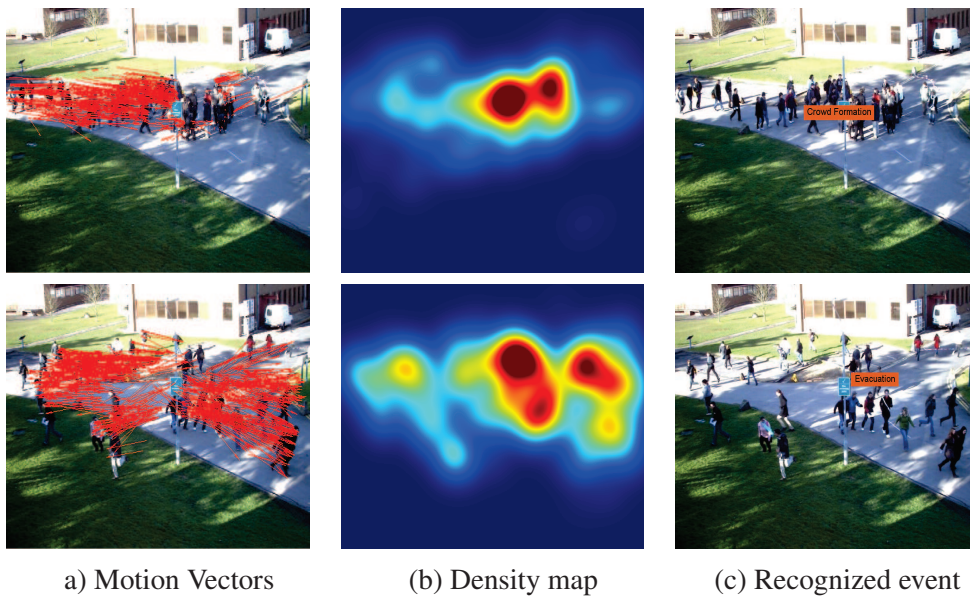 Crowd Formation
Evacuation
a) Motion Vectors
(b) Density map
(c) Recognized event